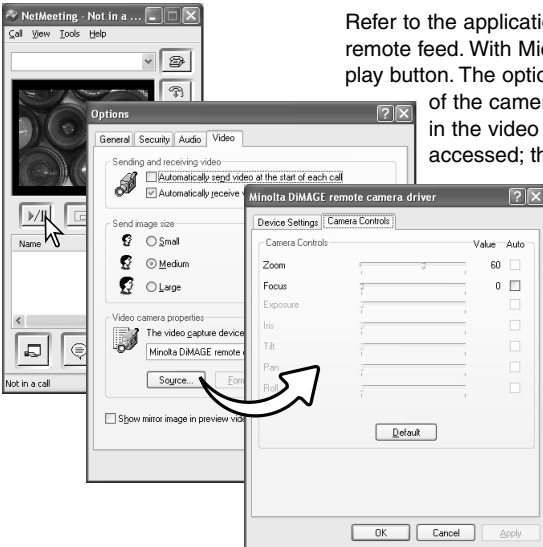 Refer to the applicatio
remote feed. With Mic
play button. The optio
of the camer
in the video
accessed; th
NetMeeting - Not in a ...
Call View Tools Help
Name
Not in a call
Options
General Security Audio Video
Sending and receiving video
Automatically send video at the start of each call
Automatically receive v
Send image size
Small
Medium
Large
Video camera properties
The video capture device
Minolta DiMAGE remote c
Source... Form
Show mirror image in preview vide
Minolta DiMAGE remote camera driver
Device Settings Camera Controls
Camera Controls Value Auto
Zoom 60
Focus 0
Exposure
Iris
Tilt
Pan
Roll
Default
OK Cancel Apply